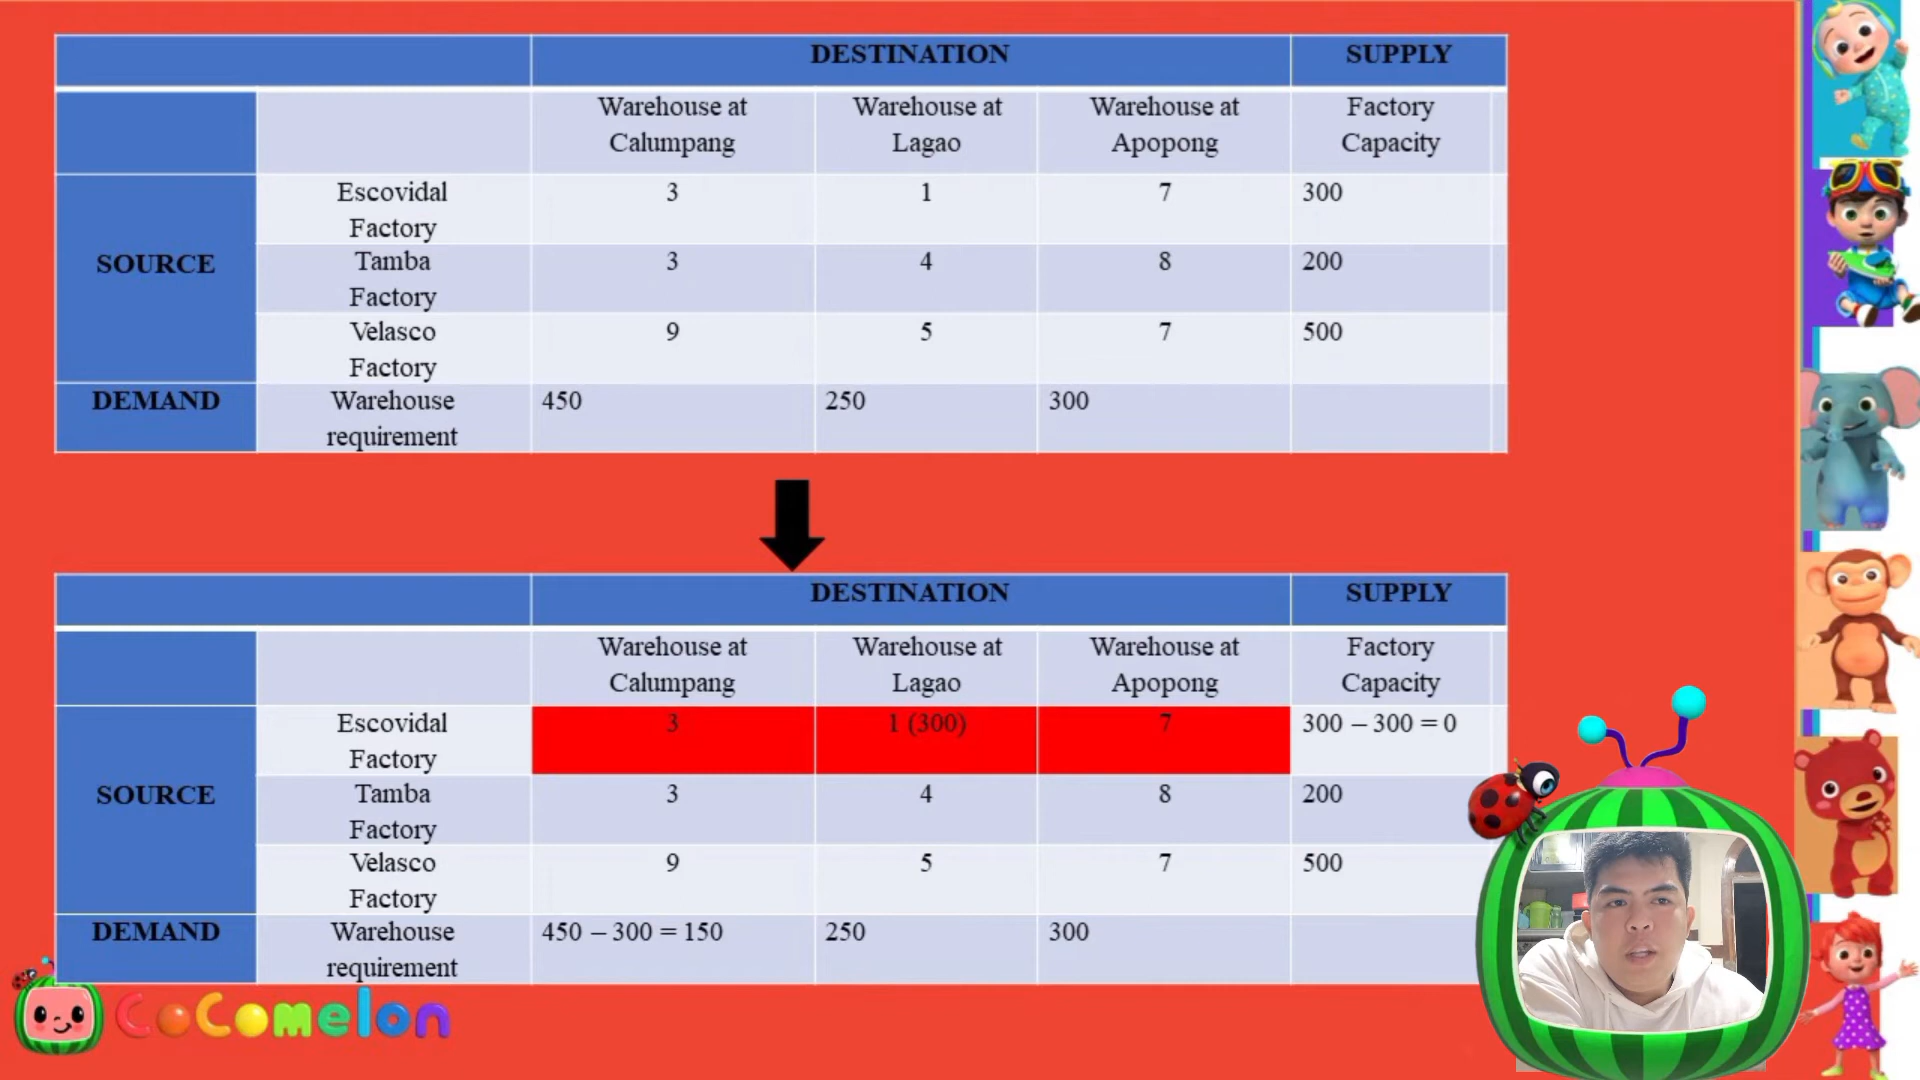 DESTINATION SUPPLY
Warehouse at Calumpang Warehouse at Lagao Warehouse at Apopong Factory Capacity
SOURCE
Escovidal Factory 3 1 7 300
Tamba Factory 3 4 8 200
Velasco Factory 9 5 7 500
DEMAND Warehouse requirement 450 250 300
DESTINATION SUPPLY
Warehouse at Calumpang Warehouse at Lagao Warehouse at Apopong Factory Capacity
SOURCE
Escovidal Factory 3 1 (300) 7 300 – 300 = 0
Tamba Factory 3 4 8 200
Velasco Factory 9 5 7 500
DEMAND Warehouse requirement 450 – 300 = 150 250 300
CoComelon